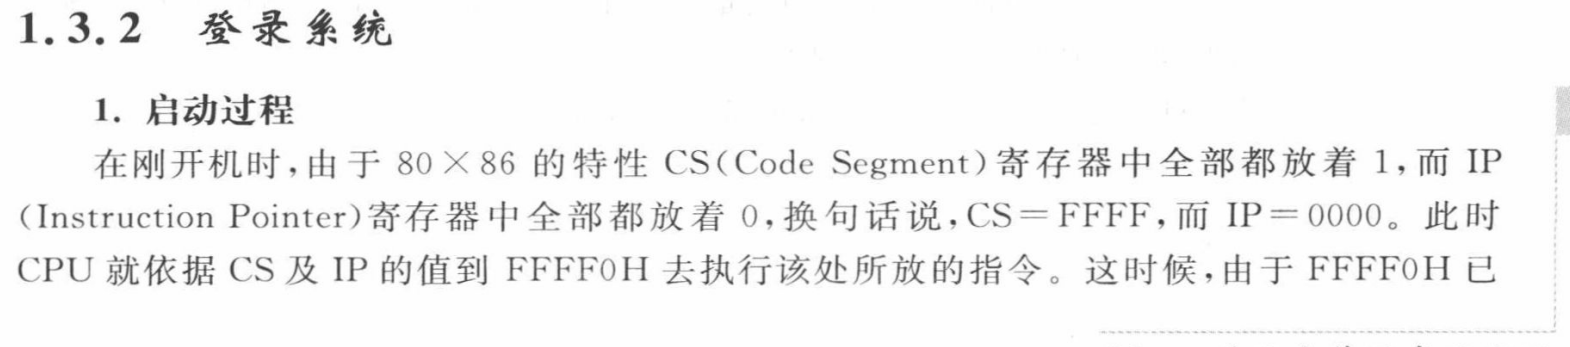 1.3.2 登录系统
1. 启动过程
在刚开机时,由于 80×86 的特性 CS(Code Segment)寄存器中全部都放着 1,而 IP
(Instruction Pointer)寄存器中全部都放着 0,换句话说,CS=FFFF,而 IP=0000。此时
CPU 就依据 CS 及 IP 的值到 FFFF0H 去执行该处所放的指令。这时候,由于 FFFF0H 已